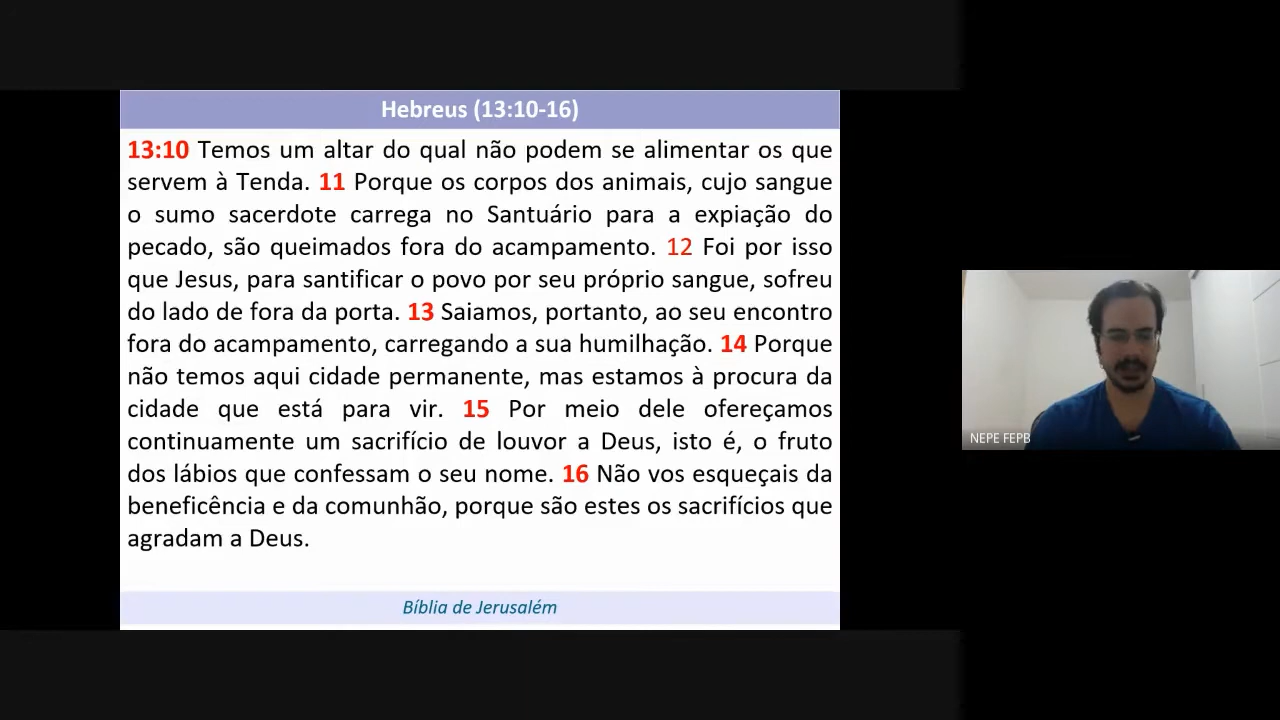 Hebreus (13:10-16)
13:10 Temos um altar do qual não podem se alimentar os que
servem à Tenda. 11 Porque os corpos dos animais, cujo sangue
o sumo sacerdote carrega no Santuário para a expiação do
pecado, são queimados fora do acampamento. 12 Foi por isso
que Jesus, para santificar o povo por seu próprio sangue, sofreu
do lado de fora da porta. 13 Saiamos, portanto, ao seu encontro
fora do acampamento, carregando a sua humilhação. 14 Porque
não temos aqui cidade permanente, mas estamos à procura da
cidade que está para vir. 15 Por meio dele ofereçamos
continuamente um sacrifício de louvor a Deus, isto é, o fruto
dos lábios que confessam o seu nome. 16 Não vos esqueçais da
beneficência e da comunhão, porque são estes os sacrifícios que
agradam a Deus.
Bíblia de Jerusalém
NEPE FEPB